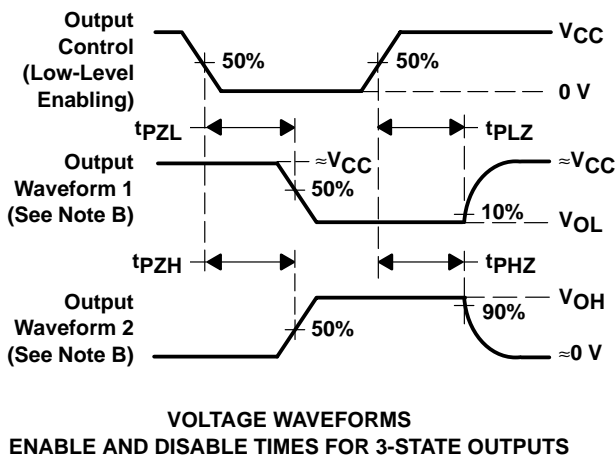 Output
Control
(Low-Level
Enabling)
50%
50%
VCC
0 V
tPZL
tPLZ
Output
Waveform 1
(See Note B)
≈VCC
50%
≈VCC
10%
VOL
tPZH
tPHZ
Output
Waveform 2
(See Note B)
50%
VOH
90%
≈0 V
VOLTAGE WAVEFORMS
ENABLE AND DISABLE TIMES FOR 3-STATE OUTPUTS